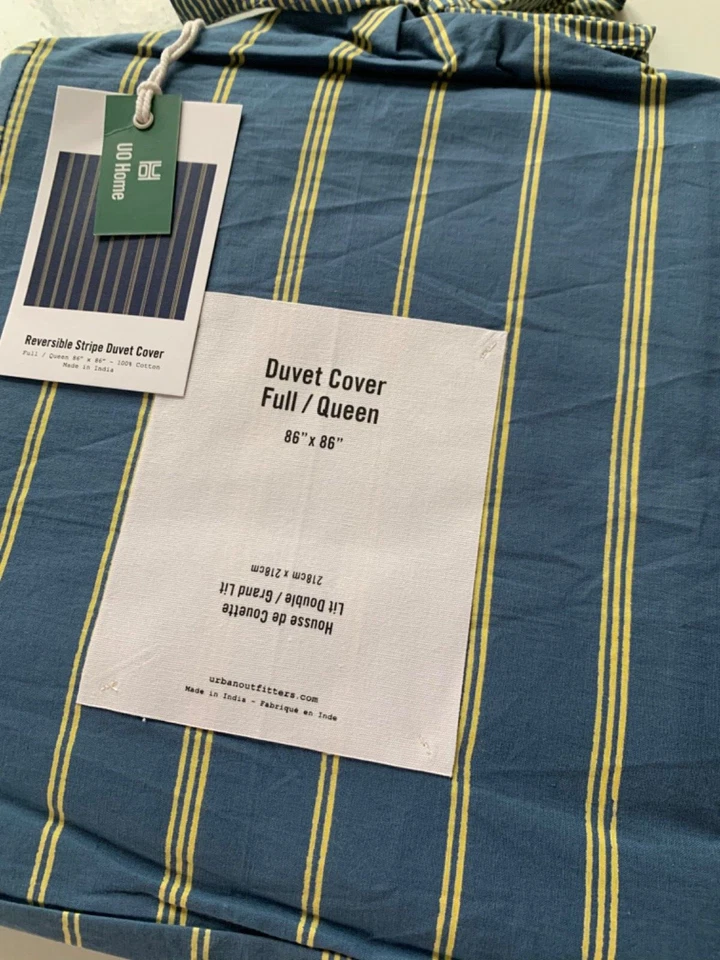 UO Home
Reversible Stripe Duvet Cover
Full / Queen 86" x 86" - 100% Cotton
Made in India
Duvet Cover
Full / Queen
86" x 86"
Housse de Couette
Lit Double / Grand Lit
218cm x 218cm
urbanoutfitters.com
Made in India - Fabriqué en Inde